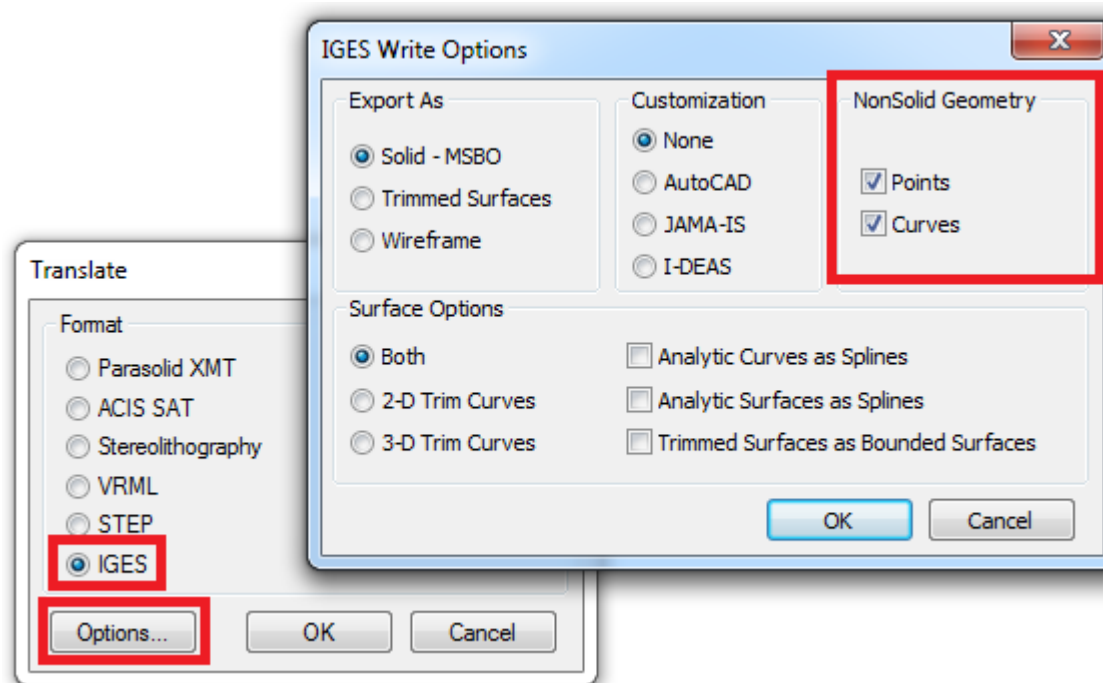 IGES Write Options
Export As
Solid - MSBO
Trimmed Surfaces
Wireframe
Customization
None
AutoCAD
JAMA-IS
I-DEAS
NonSolid Geometry
Points
Curves
Surface Options
Both
2-D Trim Curves
3-D Trim Curves
Analytic Curves as Splines
Analytic Surfaces as Splines
Trimmed Surfaces as Bounded Surfaces
OK
Cancel
Translate
Format
Parasolid XMT
ACIS SAT
Stereolithography
VRML
STEP
IGES
Options...
OK
Cancel